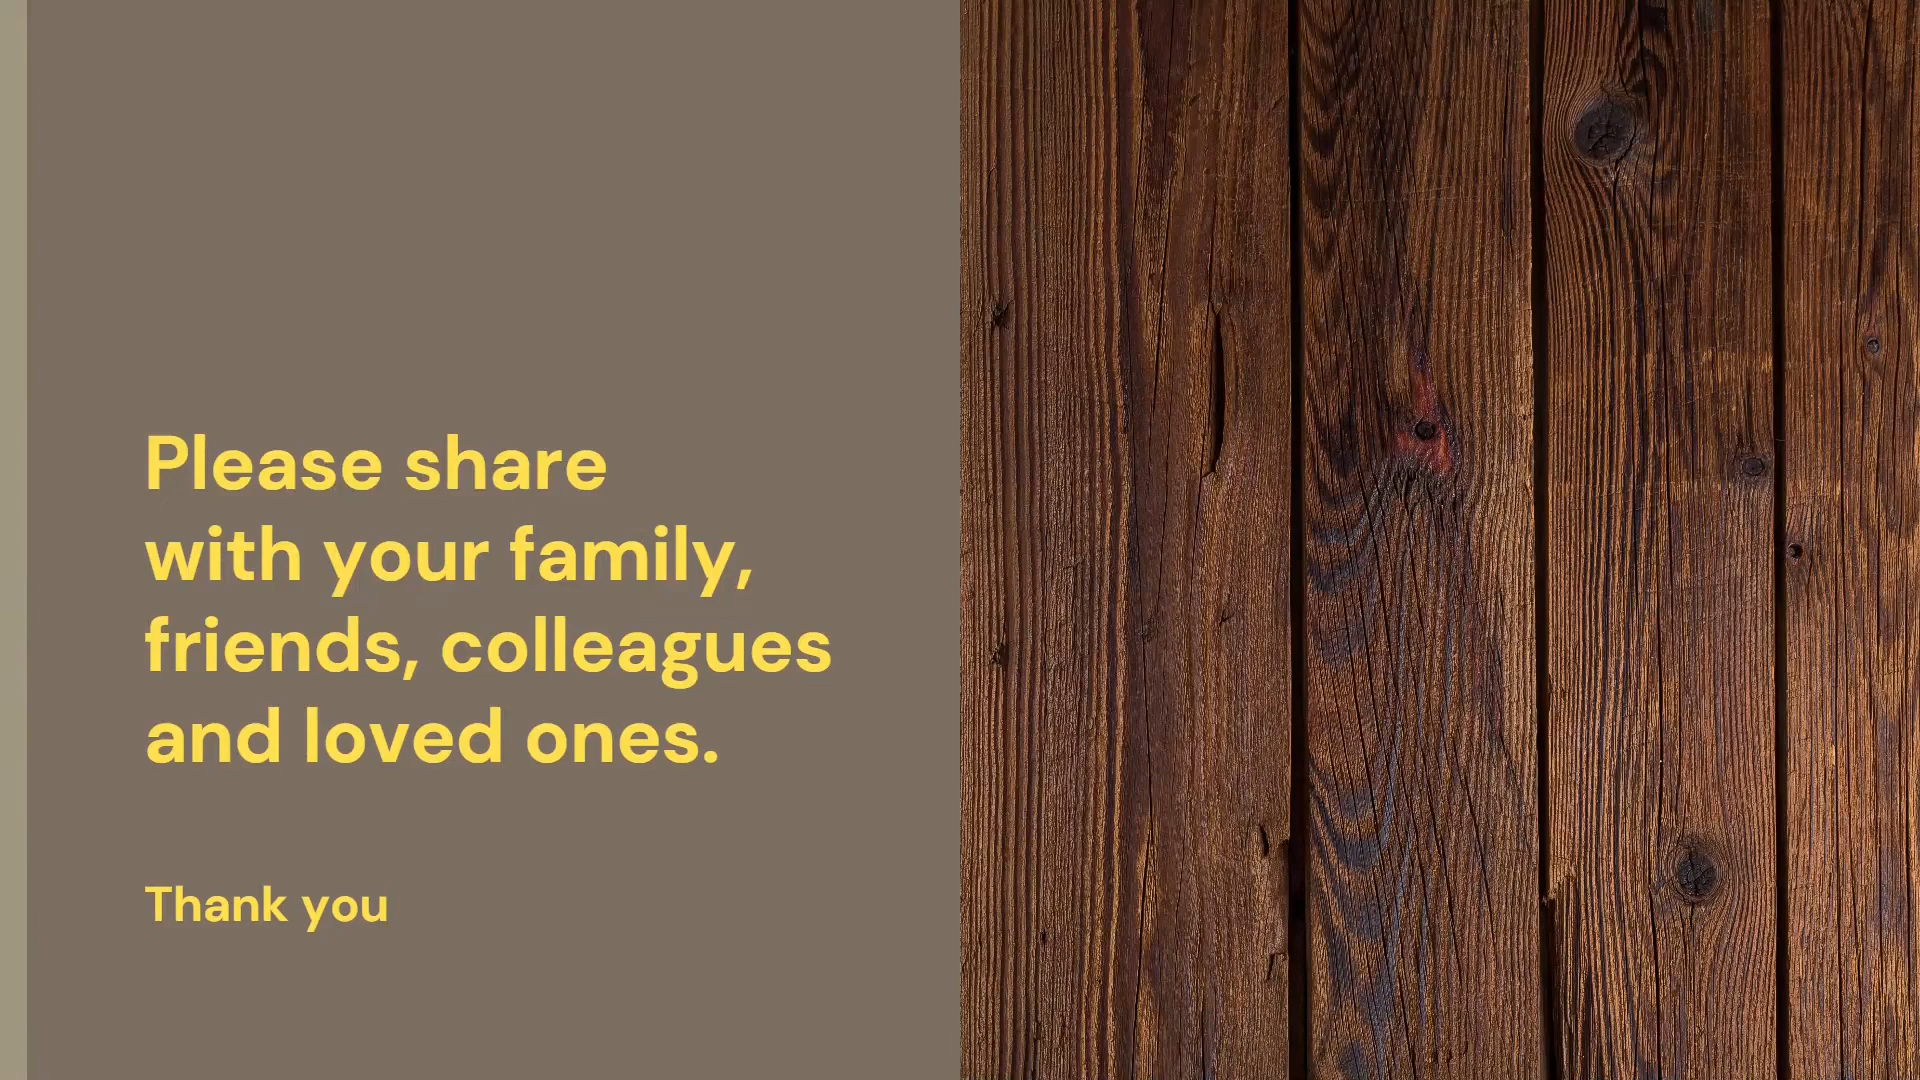 Please share
with your family,
friends, colleagues
and loved ones.
Thank you